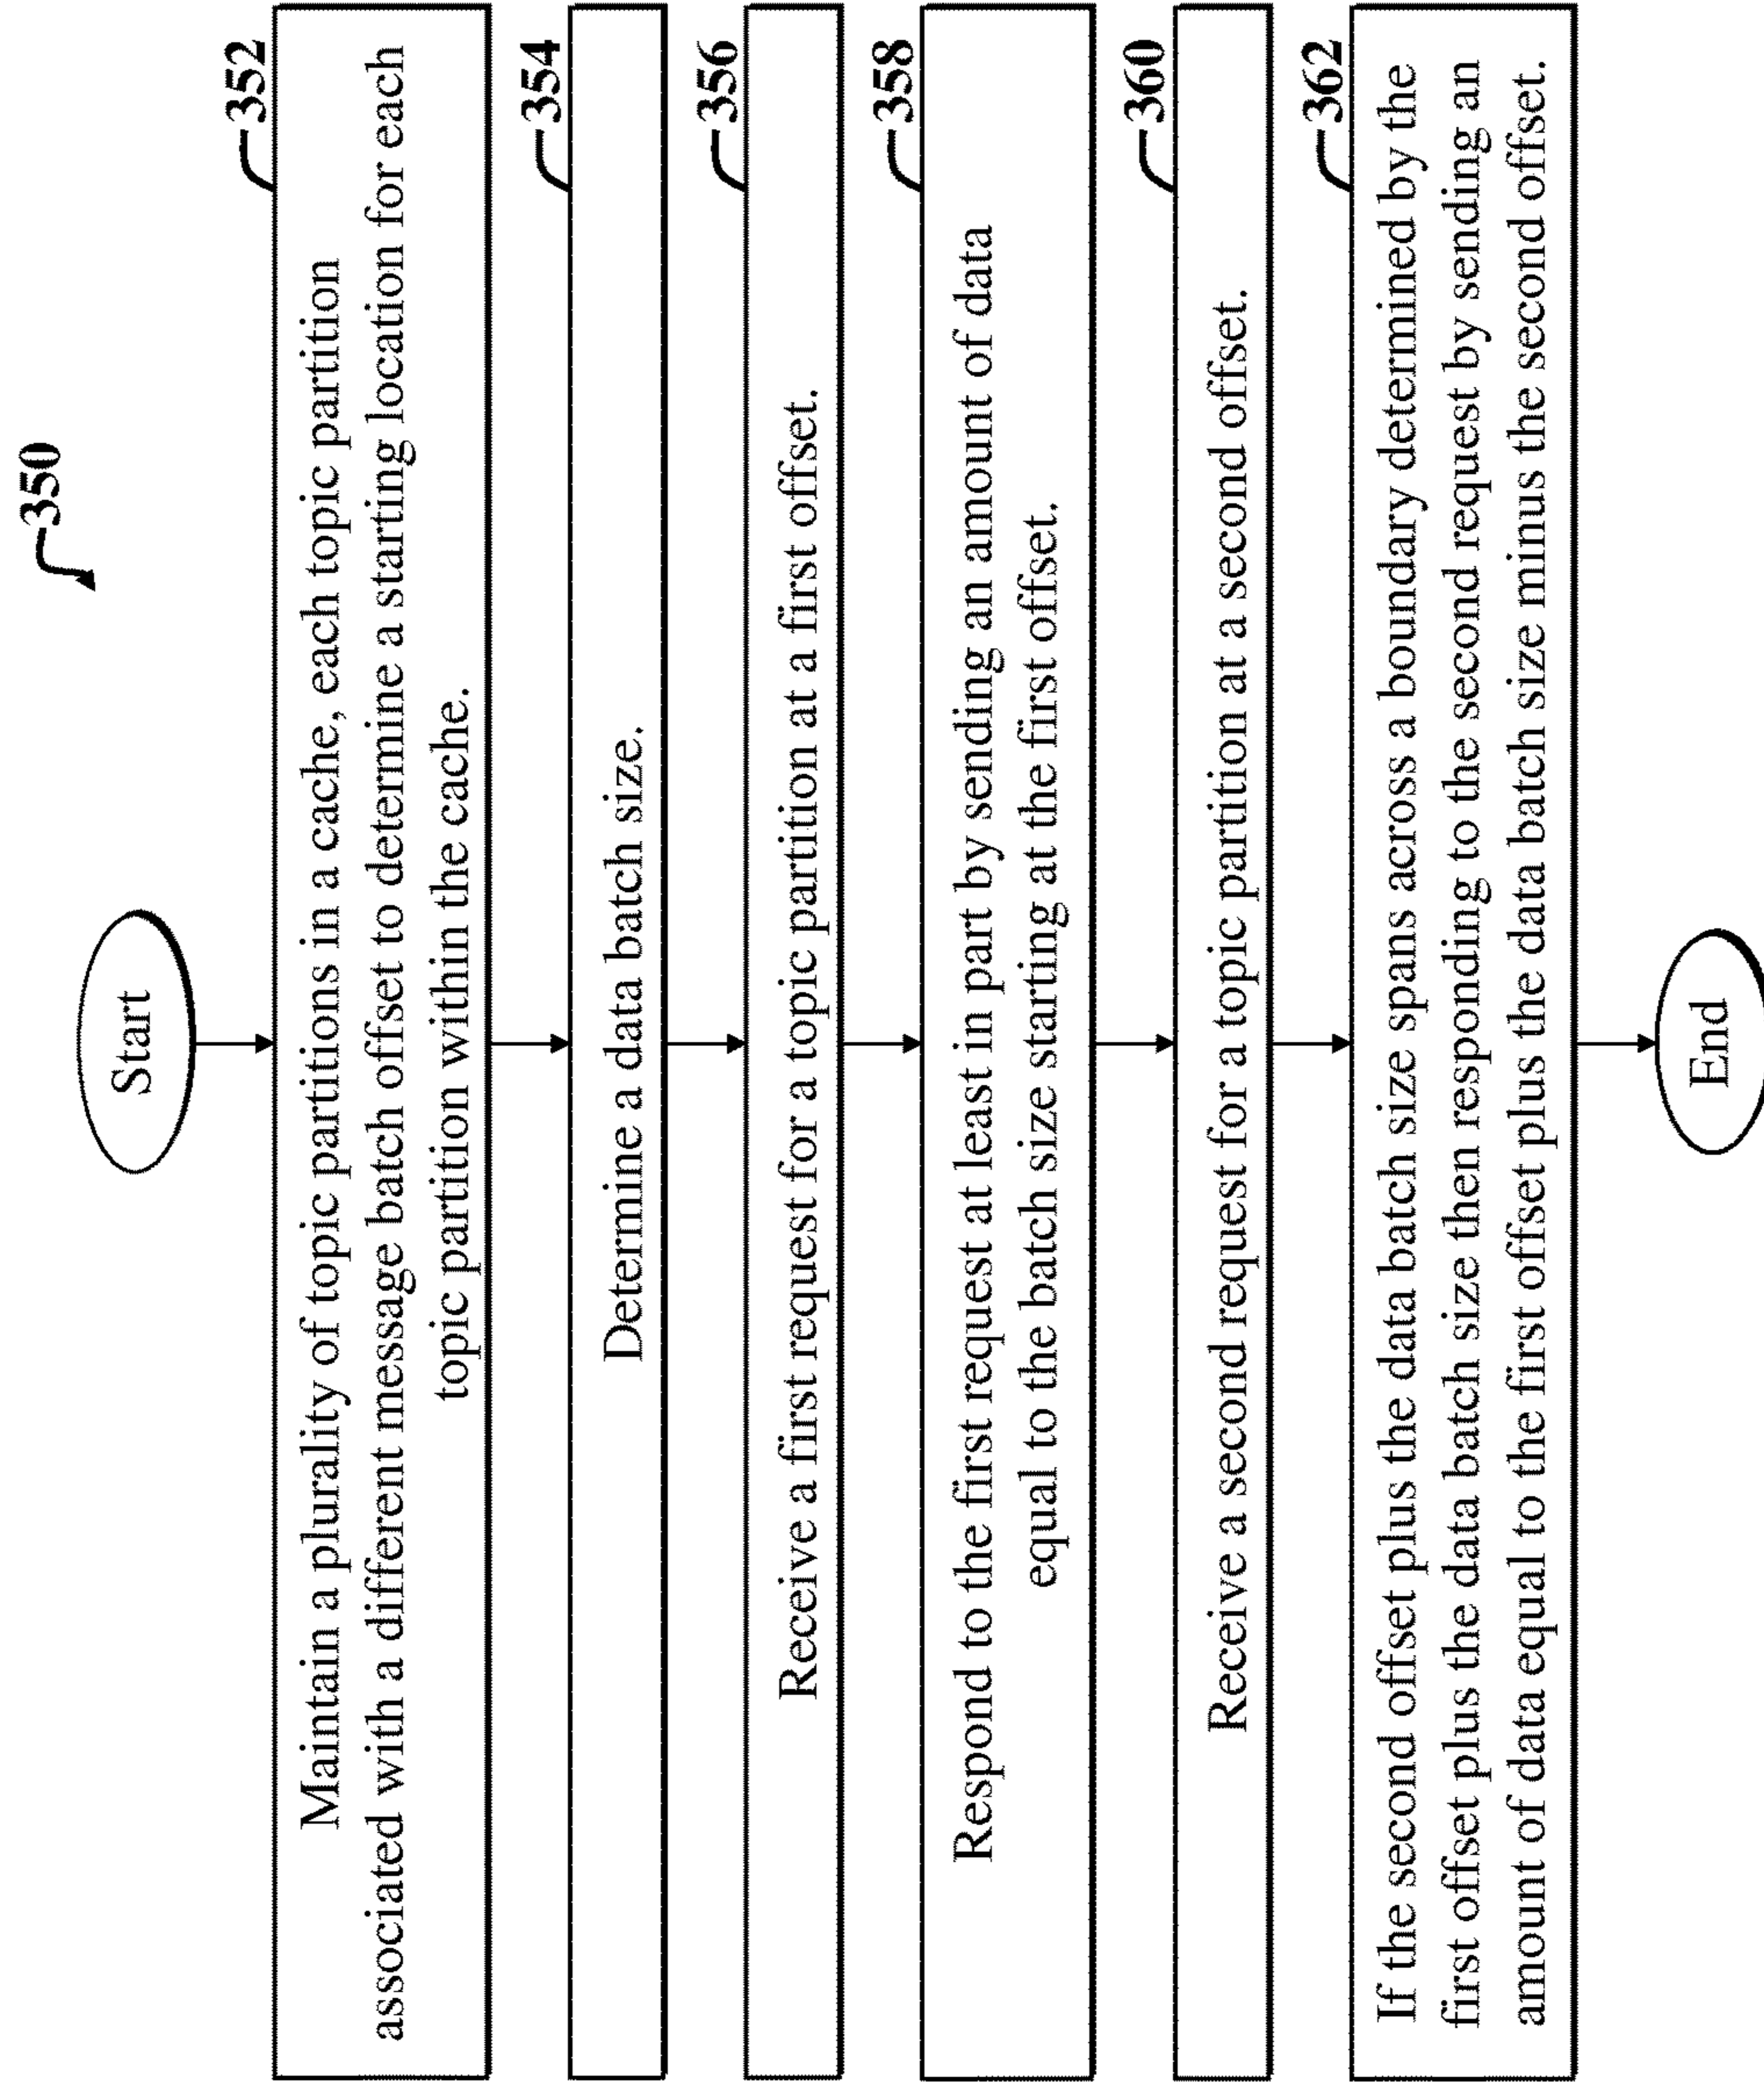 350
Start
352
Maintain a plurality of topic partitions in a cache, each topic partition
associated with a different message batch offset to determine a starting location for each
topic partition within the cache.
354
Determine a data batch size.
356
Receive a first request for a topic partition at a first offset.
358
Respond to the first request at least in part by sending an amount of data
equal to the batch size starting at the first offset.
360
Receive a second request for a topic partition at a second offset.
362
If the second offset plus the data batch size spans across a boundary determined by the
first offset plus the data batch size then responding to the second request by sending an
amount of data equal to the first offset plus the data batch size minus the second offset.
End